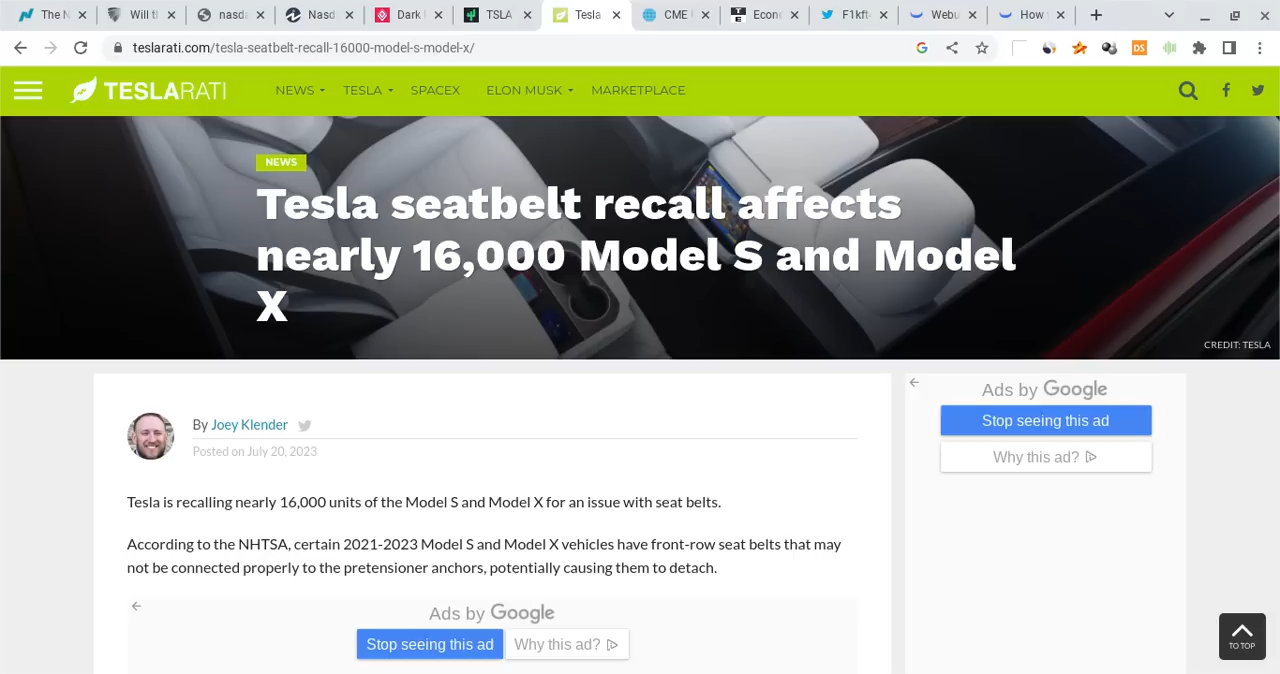 The N
Will ti
nasda
Nasd
Dark
TSLA
Tesla
CME f
Econo
F1kft
Webu
How
teslarati.com/tesla-seatbelt-recall-16000-model-s-model-x/
DS
TESLARATI
NEWS
TESLA
SPACEX
ELON MUSK
MARKETPLACE
NEWS
Tesla seatbelt recall affects
nearly 16,000 Model S and Model
X
CREDIT: TESLA
By Joey Klender
Posted on July 20, 2023
Tesla is recalling nearly 16,000 units of the Model S and Model X for an issue with seat belts.
According to the NHTSA, certain 2021-2023 Model S and Model X vehicles have front-row seat belts that may
not be connected properly to the pretensioner anchors, potentially causing them to detach.
Ads by Google
Stop seeing this ad
Why this ad?
Ads by Google
Stop seeing this ad
Why this ad?
TO TOP